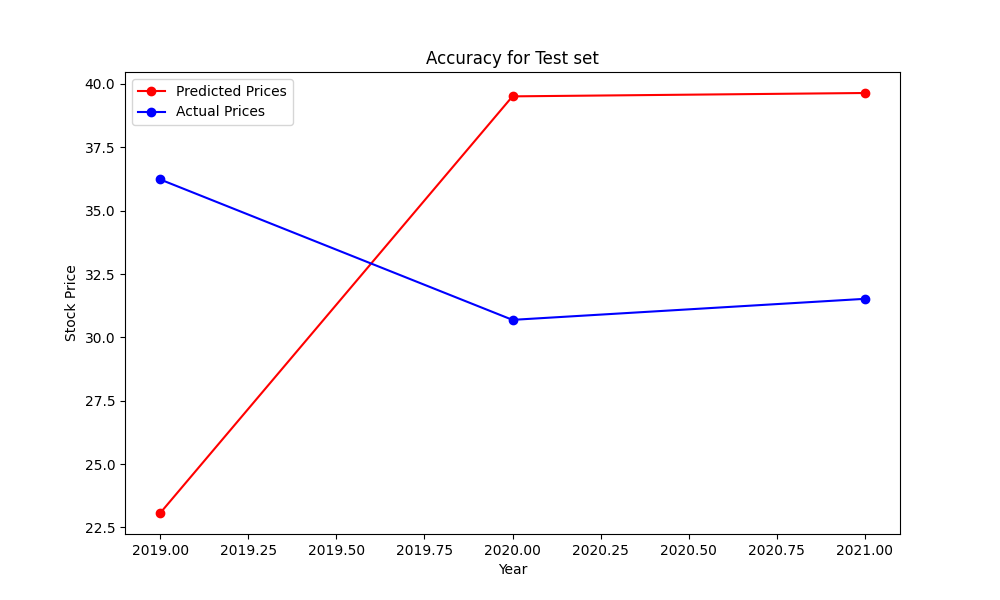 Accuracy for Test set
Predicted Prices
Actual Prices
Stock Price
40.0
37.5
35.0
32.5
30.0
27.5
25.0
22.5
2019.00 2019.25 2019.50 2019.75 2020.00 2020.25 2020.50 2020.75 2021.00
Year